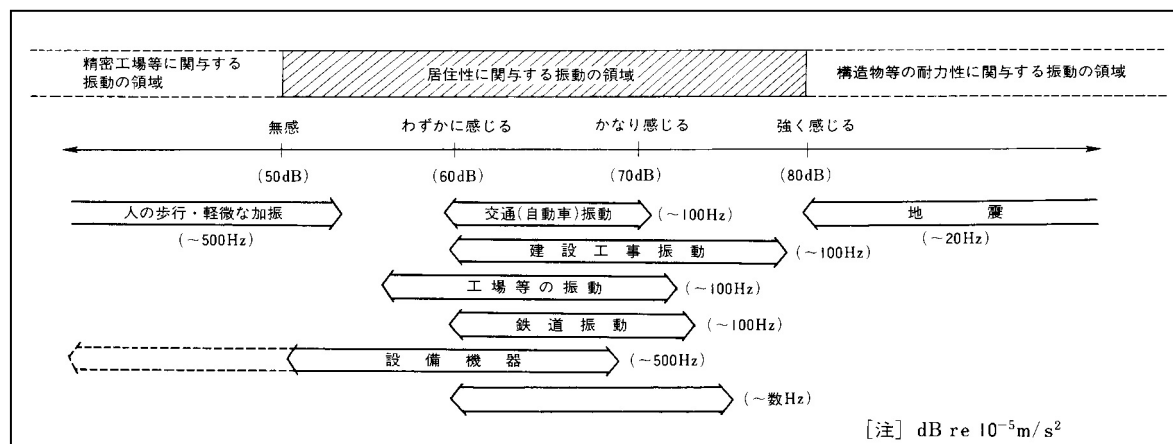 精密工場等に関与する
振動の領域
居住性に関与する振動の領域
構造物等の耐力性に関与する振動の領域
無感
わずかに感じる
かなり感じる
強く感じる
(50dB)
(60dB)
(70dB)
(80dB)
人の歩行・軽微な加振
(~500Hz)
交通(自動車)振動
(~100Hz)
地震
(~20Hz)
建設工事振動
(~100Hz)
工場等の振動
(~100Hz)
鉄道振動
(~100Hz)
設備機器
(~500Hz)
(~数Hz)
[注] dB re 10⁻⁵m/s²